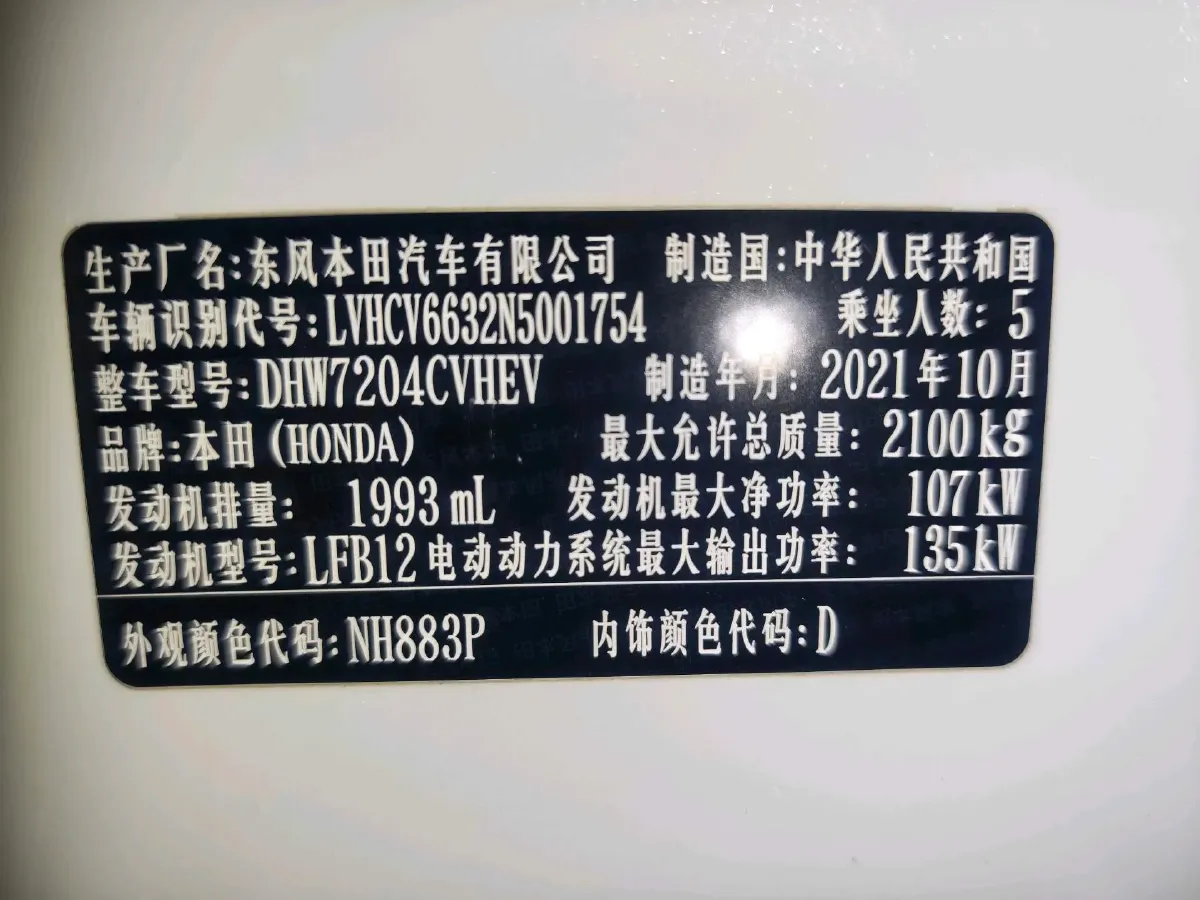 生产厂名:东风本田汽车有限公司 制造国:中华人民共和国
车辆识别代号:LVHCV6632N5001754 乘坐人数: 5
整车型号:DHW7204CVHEV 制造年月: 2021年10月
品牌:本田(HONDA) 最大允许总质量: 2100kg
发动机排量: 1993mL 发动机最大净功率: 107kW
发动机型号:LFB12 电动动力系统最大输出功率: 135kW
外观颜色代码:NH883P 内饰颜色代码:D